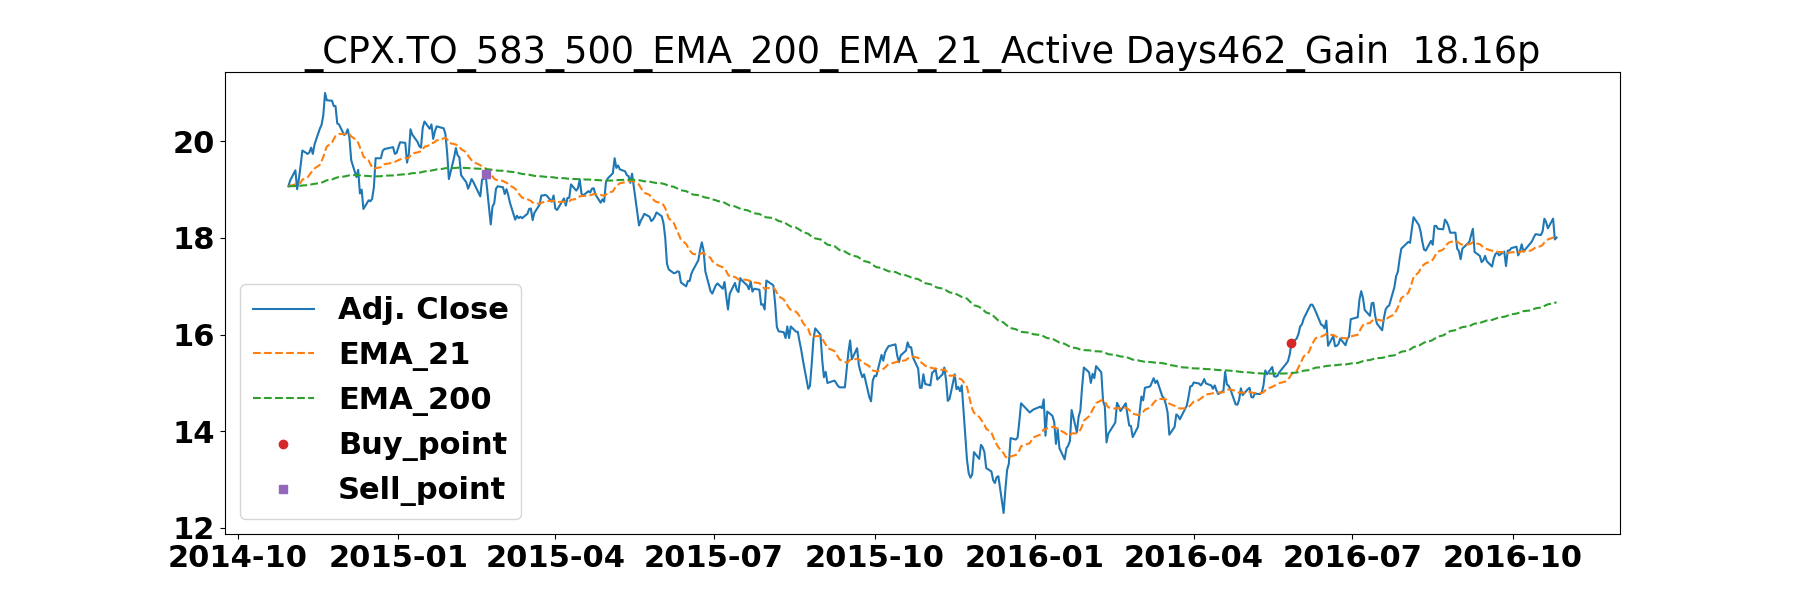 _CPX.TO_583_500_EMA_200_EMA_21_Active Days462_Gain  18.16p
20
18
16
14
12
Adj. Close
EMA_21
EMA_200
Buy_point
Sell_point
2014-10 2015-01 2015-04 2015-07 2015-10 2016-01 2016-04 2016-07 2016-10